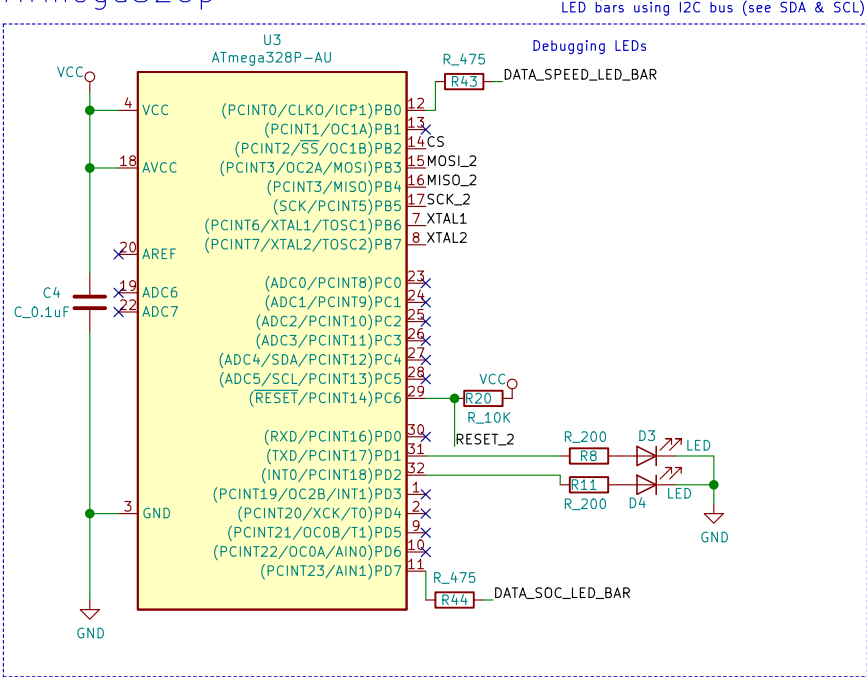 LED bars using I2C bus (see SDA & SCL)
Debugging LEDs
U3
ATmega328P-AU
VCC
4 VCC
18 AVCC
20 AREF
19 ADC6
22 ADC7
3 GND
C4
C_0.1uF
GND
(PCINT0/CLKO/ICP1)PB0 12
(PCINT1/OC1A)PB1 13
(PCINT2/SS/OC1B)PB2 14 CS
(PCINT3/OC2A/MOSI)PB3 15 MOSI_2
(PCINT3/MISO)PB4 16 MISO_2
(SCK/PCINT5)PB5 17 SCK_2
(PCINT6/XTAL1/TOSC1)PB6 7 XTAL1
(PCINT7/XTAL2/TOSC2)PB7 8 XTAL2
(ADC0/PCINT8)PC0 23
(ADC1/PCINT9)PC1 24
(ADC2/PCINT10)PC2 25
(ADC3/PCINT11)PC3 26
(ADC4/SDA/PCINT12)PC4 27
(ADC5/SCL/PCINT13)PC5 28
(RESET/PCINT14)PC6 29
(RXD/PCINT16)PD0 30
(TXD/PCINT17)PD1 31
(INT0/PCINT18)PD2 32
(PCINT19/OC2B/INT1)PD3 1
(PCINT20/XCK/T0)PD4 2
(PCINT21/OC0B/T1)PD5 9
(PCINT22/OC0A/AIN0)PD6 10
(PCINT23/AIN1)PD7 11
R_475
R43
DATA_SPEED_LED_BAR
VCC
R20
R_10K
RESET_2
R_200
R8
D3
LED
R11
R_200
D4
LED
GND
R_475
R44
DATA_SOC_LED_BAR